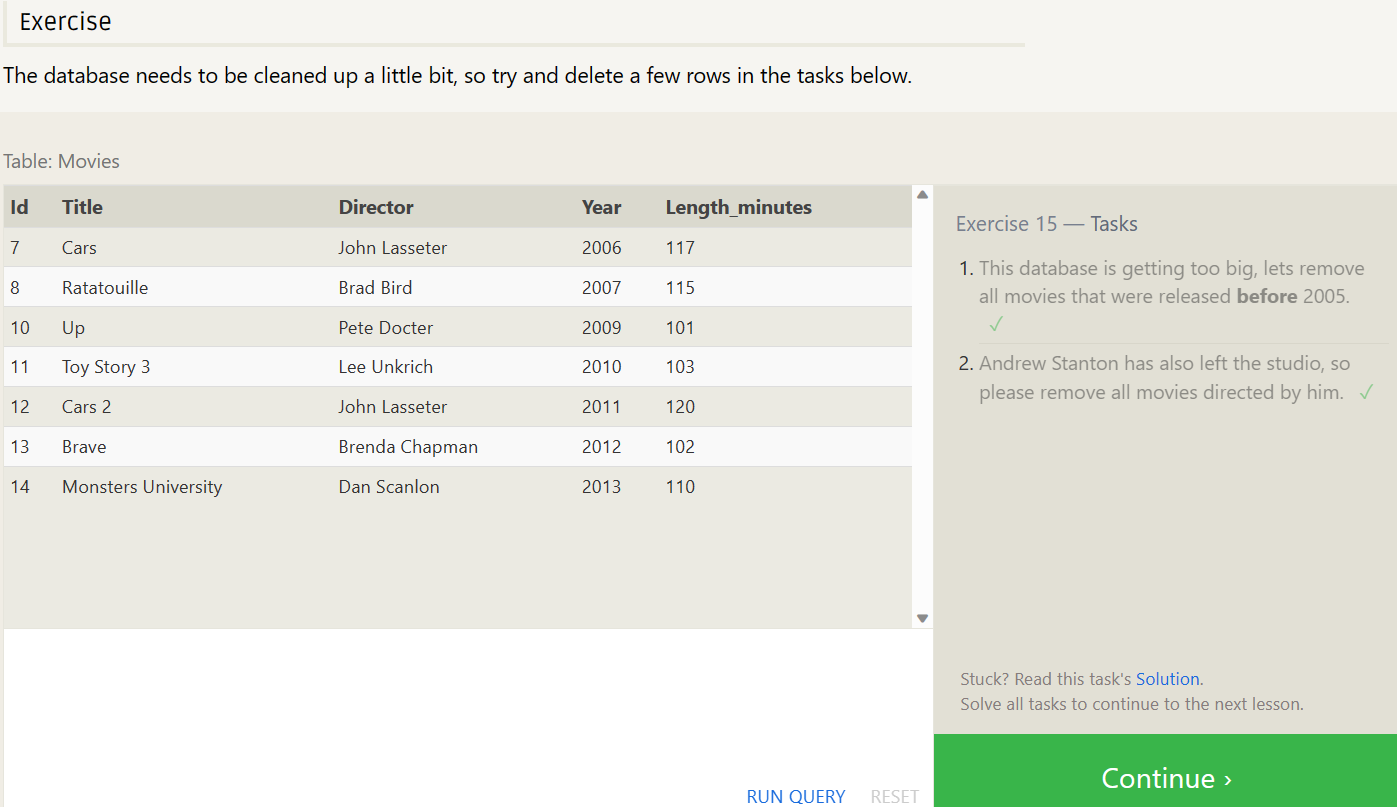 Exercise
The database needs to be cleaned up a little bit, so try and delete a few rows in the tasks below.
Table: Movies
Id Title Director Year Length_minutes
7 Cars John Lasseter 2006 117
8 Ratatouille Brad Bird 2007 115
10 Up Pete Docter 2009 101
11 Toy Story 3 Lee Unkrich 2010 103
12 Cars 2 John Lasseter 2011 120
13 Brave Brenda Chapman 2012 102
14 Monsters University Dan Scanlon 2013 110
RUN QUERY RESET
Exercise 15 — Tasks
1. This database is getting too big, lets remove
all movies that were released before 2005.
✓
2. Andrew Stanton has also left the studio, so
please remove all movies directed by him. ✓
Stuck? Read this task's Solution.
Solve all tasks to continue to the next lesson.
Continue ›